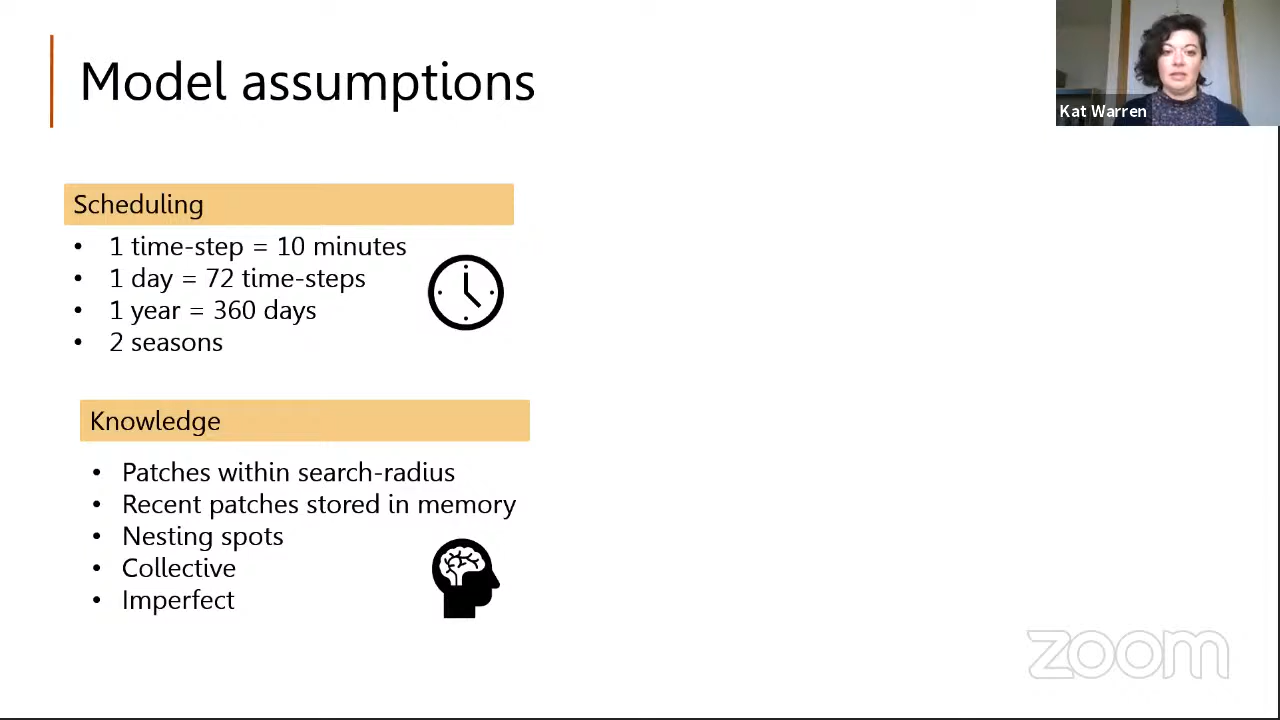 Model assumptions
Kat Warren
Scheduling
• 1 time-step = 10 minutes
• 1 day = 72 time-steps
• 1 year = 360 days
• 2 seasons
Knowledge
• Patches within search-radius
• Recent patches stored in memory
• Nesting spots
• Collective
• Imperfect
zoom